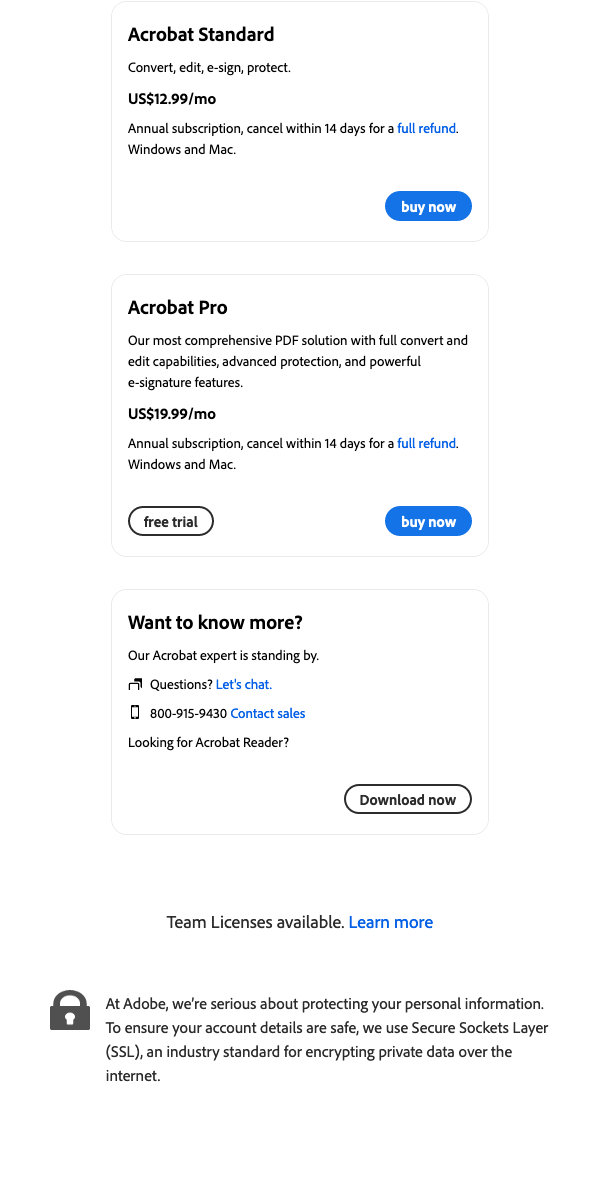 Acrobat Standard
Convert, edit, e-sign, protect.
US$12.99/mo
Annual subscription, cancel within 14 days for a full refund.
Windows and Mac.
buy now
Acrobat Pro
Our most comprehensive PDF solution with full convert and
edit capabilities, advanced protection, and powerful
e-signature features.
US$19.99/mo
Annual subscription, cancel within 14 days for a full refund.
Windows and Mac.
free trial
buy now
Want to know more?
Our Acrobat expert is standing by.
Questions? Let's chat.
800-915-9430 Contact sales
Looking for Acrobat Reader?
Download now
Team Licenses available. Learn more
At Adobe, we’re serious about protecting your personal information.
To ensure your account details are safe, we use Secure Sockets Layer
(SSL), an industry standard for encrypting private data over the
internet.